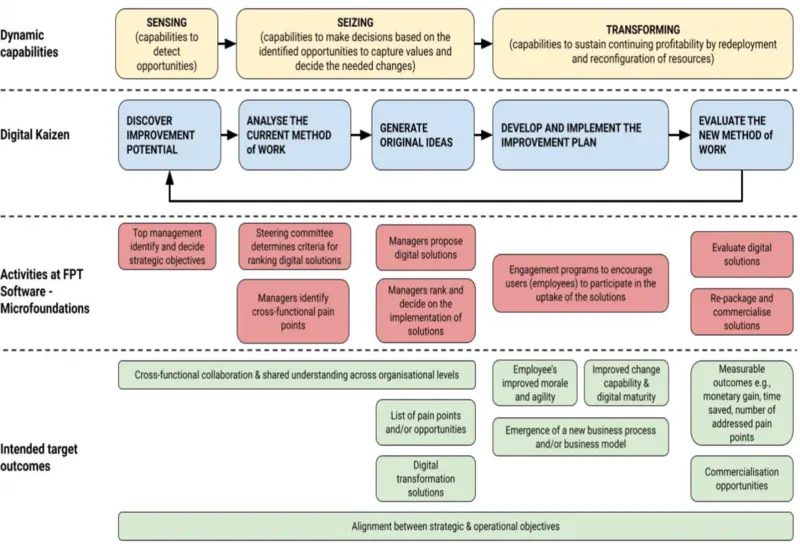 Dynamic
capabilities
SENSING
(capabilities to
detect
opportunities)
SEIZING
(capabilities to make decisions based on the
identified opportunities to capture values and
decide the needed changes)
TRANSFORMING
(capabilities to sustain continuing profitability by redeployment
and reconfiguration of resources)
Digital Kaizen
DISCOVER
IMPROVEMENT
POTENTIAL
ANALYSE THE
CURRENT METHOD
of WORK
GENERATE
ORIGINAL IDEAS
DEVELOP AND IMPLEMENT THE
IMPROVEMENT PLAN
EVALUATE THE
NEW METHOD of
WORK
Activities at FPT
Software -
Microfoundations
Top management
identify and decide
strategic objectives
Steering committee
determines criteria for
ranking digital solutions
Managers identify
cross-functional pain
points
Managers propose
digital solutions
Managers rank and
decide on the
implementation of
solutions
Engagement programs to encourage
users (employees) to participate in the
uptake of the solutions
Evaluate digital
solutions
Re-package and
commercialise
solutions
Intended target
outcomes
Cross-functional collaboration & shared understanding across organisational levels
List of pain points
and/or opportunities
Digital
transformation
solutions
Employee's
improved morale
and agility
Improved change
capability &
digital maturity
Emergence of a new business process
and/or business model
Measurable
outcomes e.g.,
monetary gain, time
saved, number of
addressed pain
points
Commercialisation
opportunities
Alignment between strategic & operational objectives